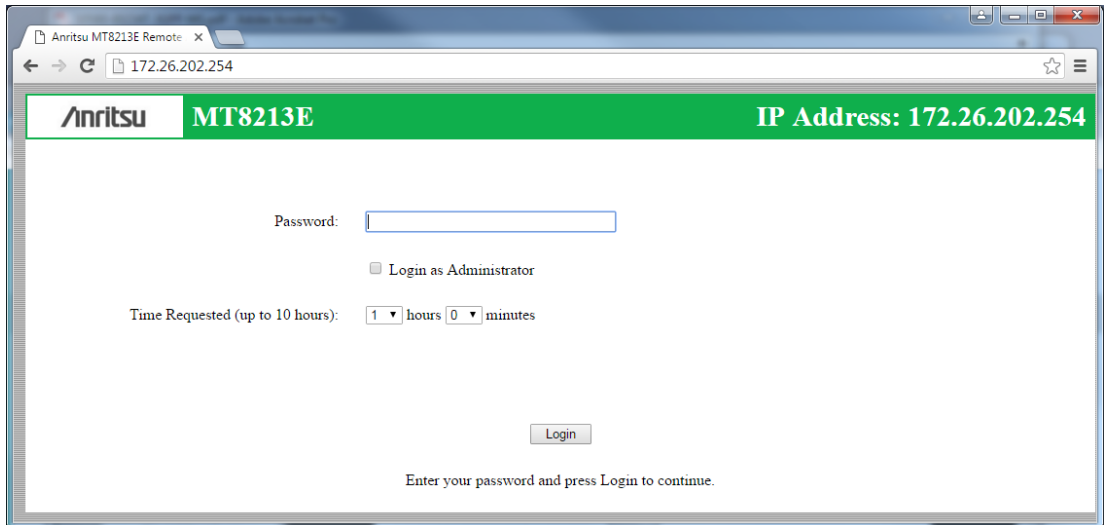 Anritsu MT8213E Remote
172.26.202.254
Anritsu MT8213E IP Address: 172.26.202.254
Password:
Login as Administrator
Time Requested (up to 10 hours): 1 hours 0 minutes
Login
Enter your password and press Login to continue.